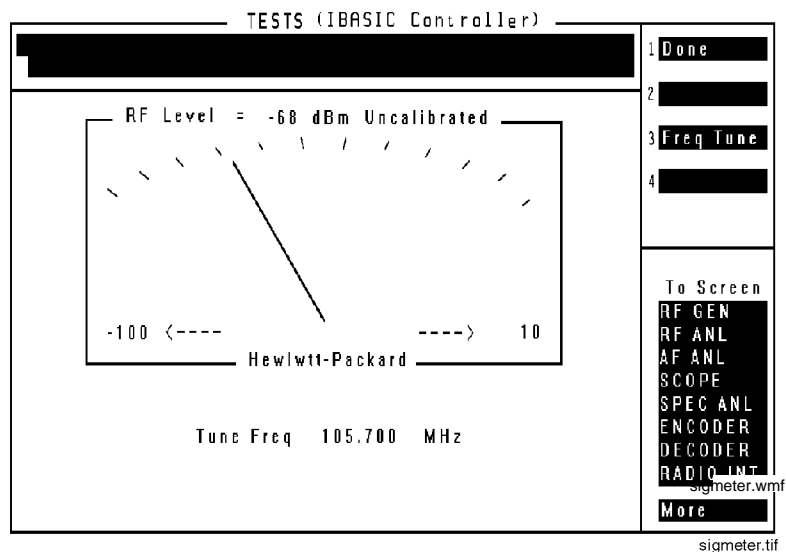 TESTS (IBASIC Controller)
1 Done
2
3 Freq Tune
4
RF Level = -68 dBm Uncalibrated
-100 <---- ----> 10
Hewlwtt-Packard
Tune Freq 105.700 MHz
To Screen
RF GEN
RF ANL
AF ANL
SCOPE
SPEC ANL
ENCODER
DECODER
RADIO INT
More
sigmeter.wmf
sigmeter.tif